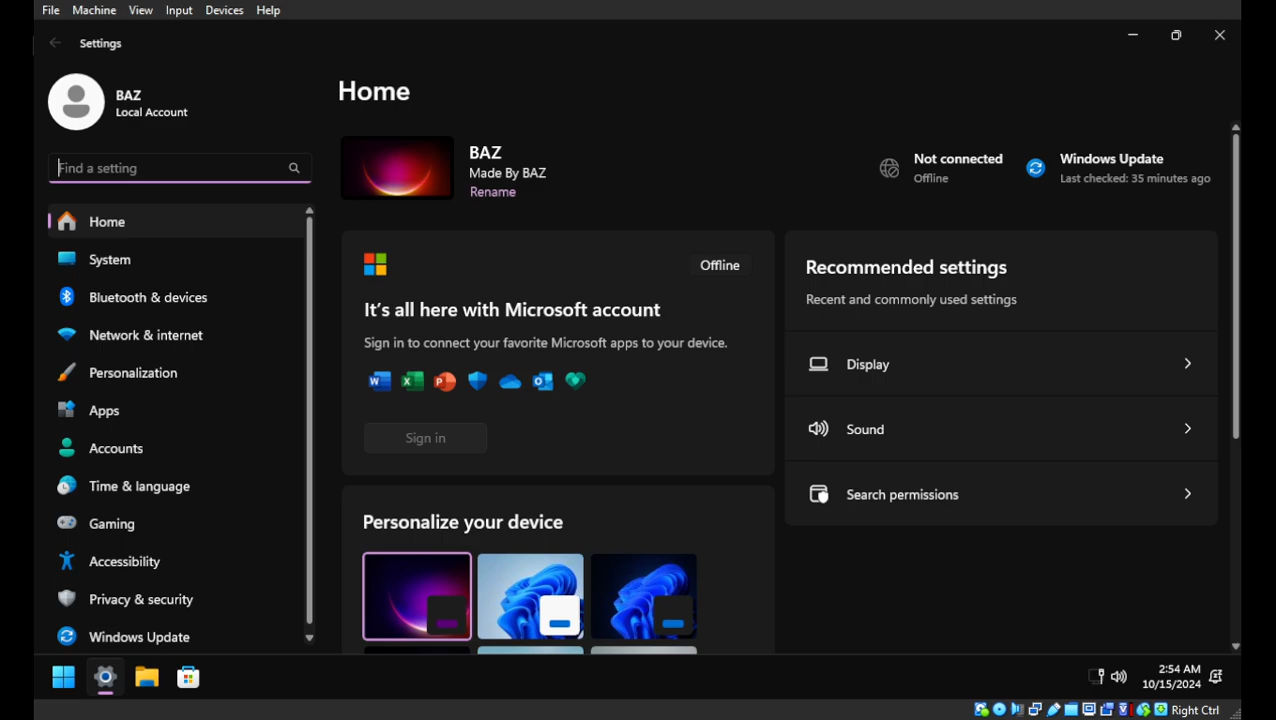 File Machine View Input Devices Help
Settings
BAZ
Local Account
Find a setting
Home
System
Bluetooth & devices
Network & internet
Personalization
Apps
Accounts
Time & language
Gaming
Accessibility
Privacy & security
Windows Update
Home
BAZ
Made By BAZ
Rename
Not connected
Offline
Windows Update
Last checked: 35 minutes ago
Offline
It's all here with Microsoft account
Sign in to connect your favorite Microsoft apps to your device.
Sign in
Personalize your device
Recommended settings
Recent and commonly used settings
Display
Sound
Search permissions
2:54 AM
10/15/2024
Right Ctrl